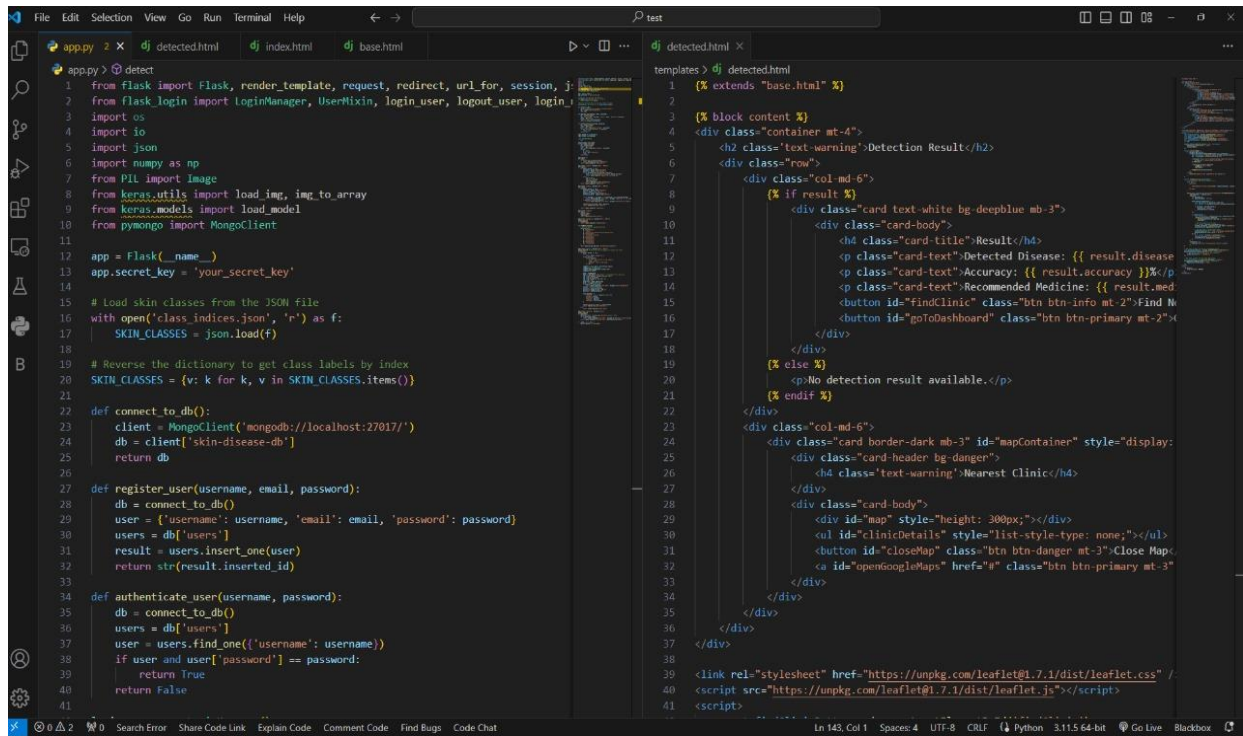 File Edit Selection View Go Run Terminal Help
test
app.py 2 detected.html index.html base.html
app.py > detect
1 from flask import Flask, render_template, request, redirect, url_for, session, j
2 from flask_login import LoginManager, UserMixin, login_user, logout_user, login_
3 import os
4 import io
5 import json
6 import numpy as np
7 from PIL import Image
8 from keras.utils import load_img, img_to_array
9 from keras.models import load_model
10 from pymongo import MongoClient
11
12 app = Flask(__name__)
13 app.secret_key = 'your_secret_key'
14
15 # Load skin classes from the JSON file
16 with open('class_indices.json', 'r') as f:
17 SKIN_CLASSES = json.load(f)
18
19 # Reverse the dictionary to get class labels by index
20 SKIN_CLASSES = {v: k for k, v in SKIN_CLASSES.items()}
21
22 def connect_to_db():
23 client = MongoClient('mongodb://localhost:27017/')
24 db = client['skin-disease-db']
25 return db
26
27 def register_user(username, email, password):
28 db = connect_to_db()
29 user = {'username': username, 'email': email, 'password': password}
30 users = db['users']
31 result = users.insert_one(user)
32 return str(result.inserted_id)
33
34 def authenticate_user(username, password):
35 db = connect_to_db()
36 users = db['users']
37 user = users.find_one({'username': username})
38 if user and user['password'] == password:
39 return True
40 return False
41
detected.html
templates > detected.html
1 {% extends "base.html" %}
2
3 {% block content %}
4 <div class="container mt-4">
5 <h2 class='text-warning'>Detection Result</h2>
6 <div class="row">
7 <div class="col-md-6">
8 {% if result %}
9 <div class="card text-white bg-deepblue mb-3">
10 <div class="card-body">
11 <h4 class="card-title">Result</h4>
12 <p class="card-text">Detected Disease: {{ result.disease
13 <p class="card-text">Accuracy: {{ result.accuracy }}%</p
14 <p class="card-text">Recommended Medicine: {{ result.med
15 <button id="findClinic" class="btn btn-info mt-2">Find Ne
16 <button id="goToDashboard" class="btn btn-primary mt-2">
17 </div>
18 </div>
19 {% else %}
20 <p>No detection result available.</p>
21 {% endif %}
22 </div>
23 <div class="col-md-6">
24 <div class="card border-dark mb-3" id="mapContainer" style="display:
25 <div class="card-header bg-danger">
26 <h4 class='text-warning'>Nearest Clinic</h4>
27 </div>
28 <div class="card-body">
29 <div id="map" style="height: 300px;"></div>
30 <ul id="clinicDetails" style="list-style-type: none;"></ul>
31 <button id="closeMap" class="btn btn-danger mt-3">Close Map<
32 <a id="openGoogleMaps" href="#" class="btn btn-primary mt-3"
33 </div>
34 </div>
35 </div>
36 </div>
37 </div>
38
39 <link rel="stylesheet" href="https://unpkg.com/leaflet@1.7.1/dist/leaflet.css" /
40 <script src="https://unpkg.com/leaflet@1.7.1/dist/leaflet.js"></script>
41 <script>
0 2 0 Search Error Share Code Link Explain Code Comment Code Find Bugs Code Chat Ln 143, Col 1 Spaces: 4 UTF-8 CRLF Python 3.11.5 64-bit Go Live Blackbox